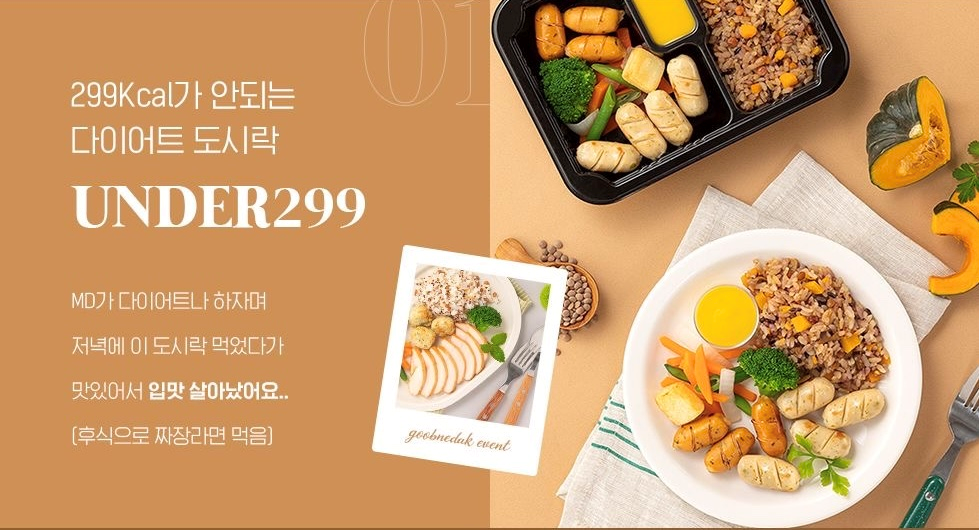 01
299Kcal가 안되는
다이어트 도시락
UNDER299
MD가 다이어트나 하자며
저녁에 이 도시락 먹었다가
맛있어서 입맛 살아났어요..
(후식으로 짜장라면 먹음)
goobneduk event